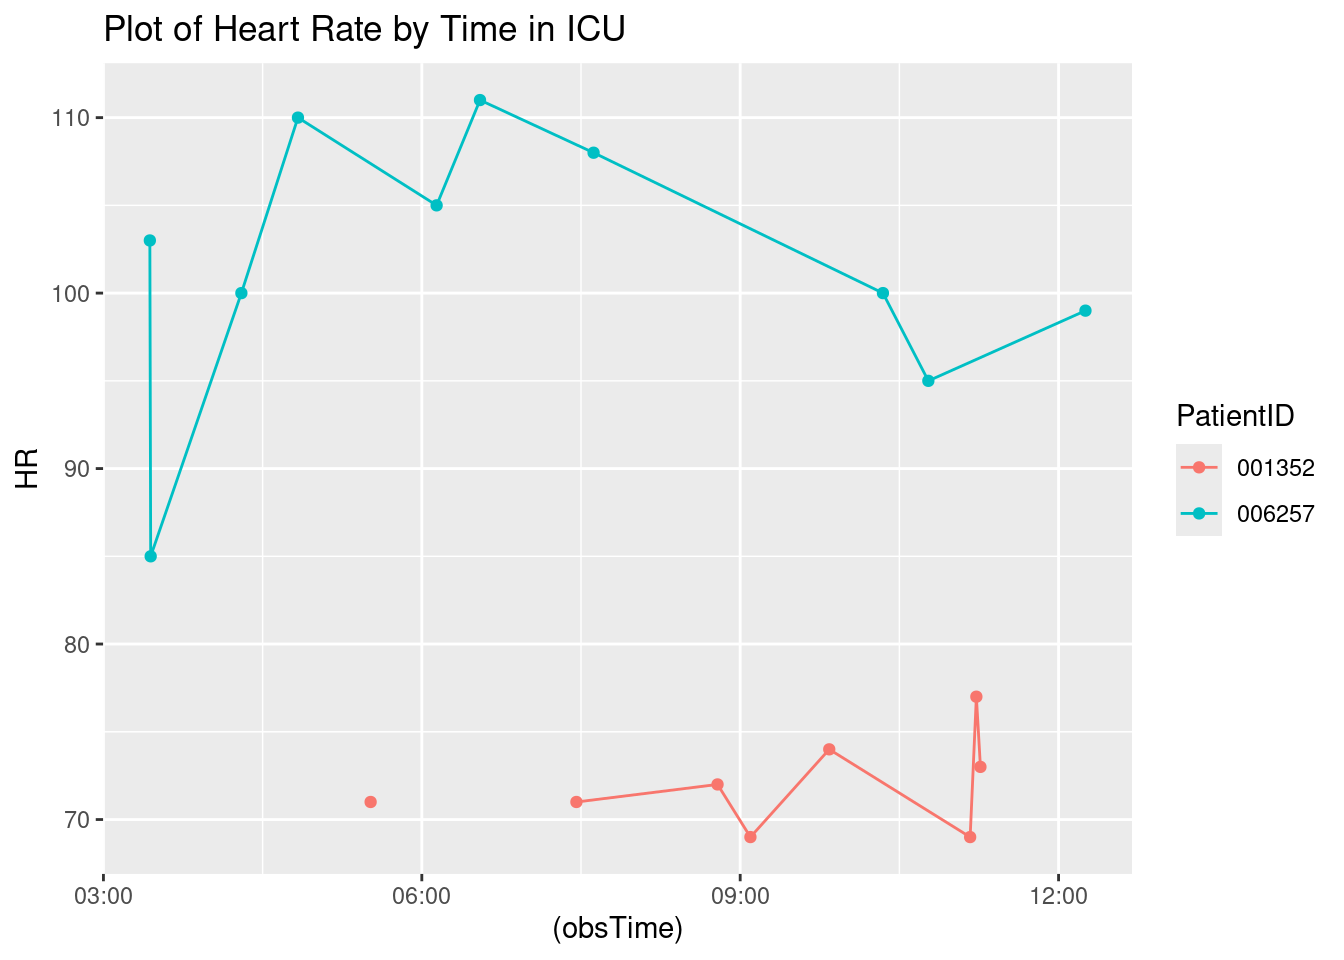 Plot of Heart Rate by Time in ICU
110
100
90
80
70
HR
03:00 06:00 09:00 12:00
(obsTime)
PatientID
001352
006257